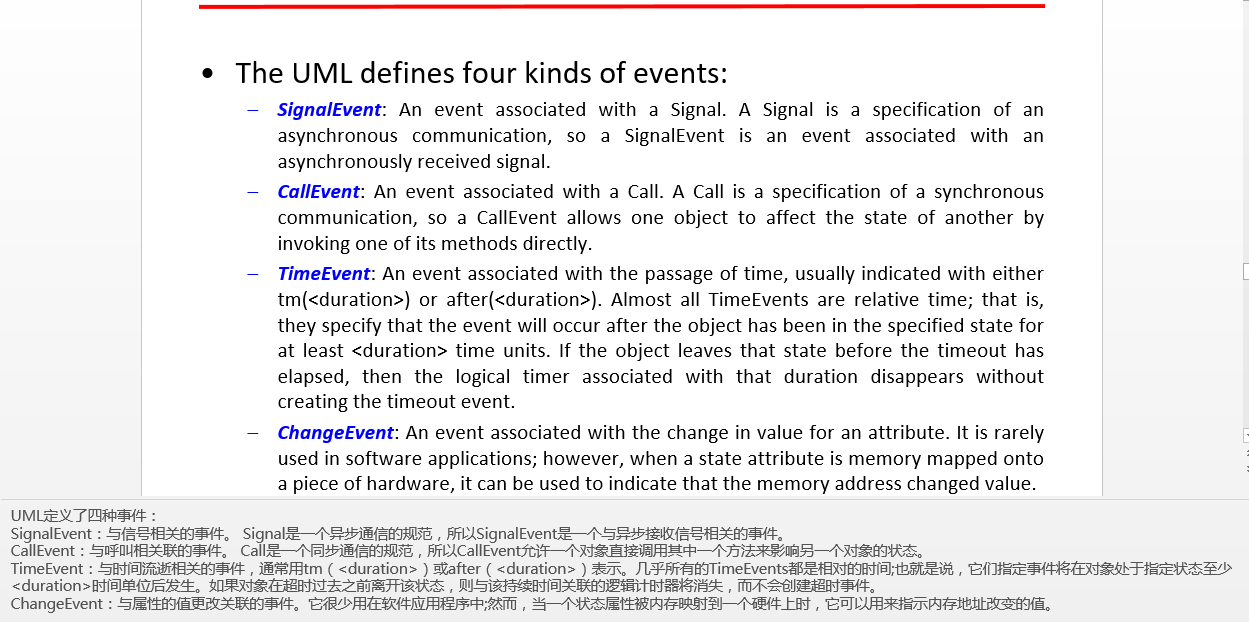 • The UML defines four kinds of events:
– SignalEvent: An event associated with a Signal. A Signal is a specification of an
asynchronous communication, so a SignalEvent is an event associated with an
asynchronously received signal.
– CallEvent: An event associated with a Call. A Call is a specification of a synchronous
communication, so a CallEvent allows one object to affect the state of another by
invoking one of its methods directly.
– TimeEvent: An event associated with the passage of time, usually indicated with either
tm(<duration>) or after(<duration>). Almost all TimeEvents are relative time; that is,
they specify that the event will occur after the object has been in the specified state for
at least <duration> time units. If the object leaves that state before the timeout has
elapsed, then the logical timer associated with that duration disappears without
creating the timeout event.
– ChangeEvent: An event associated with the change in value for an attribute. It is rarely
used in software applications; however, when a state attribute is memory mapped onto
a piece of hardware, it can be used to indicate that the memory address changed value.
UML定义了四种事件：
SignalEvent：与信号相关的事件。 Signal是一个异步通信的规范，所以SignalEvent是一个与异步接收信号相关的事件。
CallEvent：与呼叫相关联的事件。 Call是一个同步通信的规范，所以CallEvent允许一个对象直接调用其中一个方法来影响另一个对象的状态。
TimeEvent：与时间流逝相关的事件，通常用tm（<duration>）或after（<duration>）表示。几乎所有的TimeEvents都是相对的时间;也就是说，它们指定事件将在对象处于指定状态至少
<duration>时间单位后发生。如果对象在超时过去之前离开该状态，则与该持续时间关联的逻辑计时器将消失，而不会创建超时事件。
ChangeEvent：与属性的值更改关联的事件。它很少用在软件应用程序中;然而，当一个状态属性被内存映射到一个硬件上时，它可以用来指示内存地址改变的值。